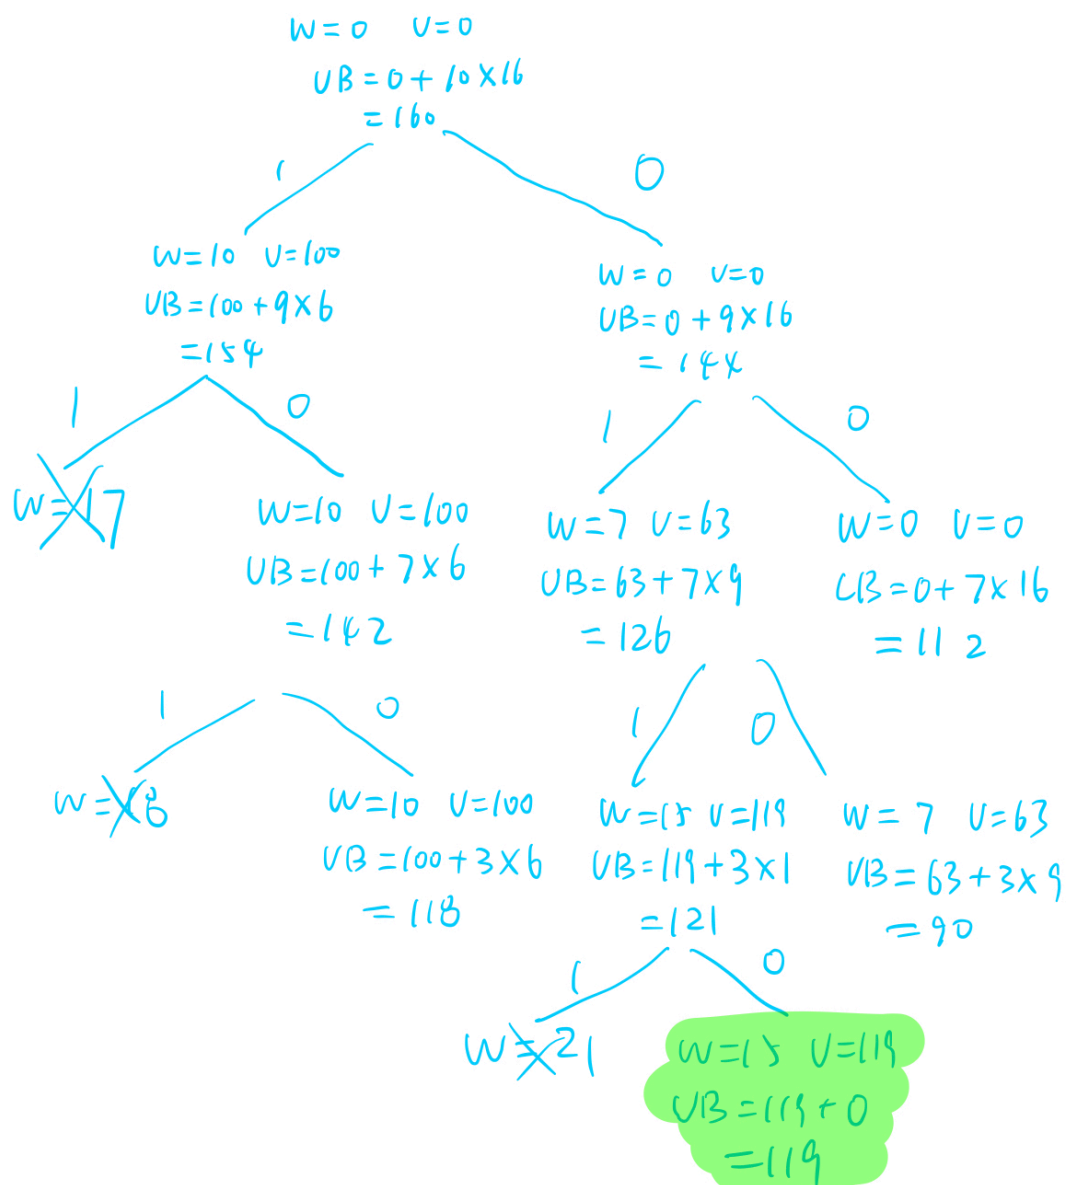 W=0 V=0
UB=0+10×16
=160
1
0
W=10 V=100
UB=100+9×6
=154
W=0 V=0
UB=0+9×16
=144
1
0
1
0
W=17
W=10 V=100
UB=100+7×6
=142
W=7 V=63
UB=63+7×9
=126
W=0 V=0
UB=0+7×16
=112
1
0
1
0
W=18
W=10 V=100
UB=100+3×6
=118
W=15 V=119
UB=119+3×1
=121
W=7 V=63
UB=63+3×9
=90
1
0
W=21
W=15 V=119
UB=119+0
=119